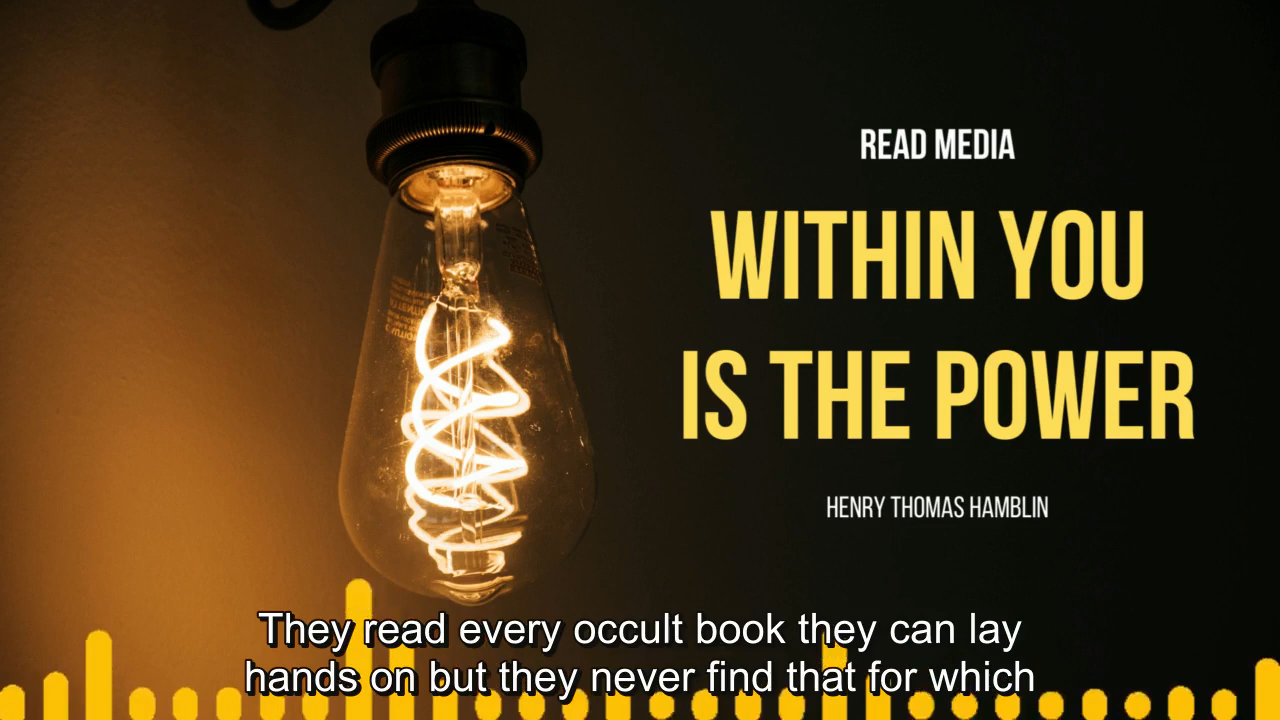 READ MEDIA
WITHIN YOU
IS THE POWER
HENRY THOMAS HAMBLIN
They read every occult book they can lay
hands on but they never find that for which